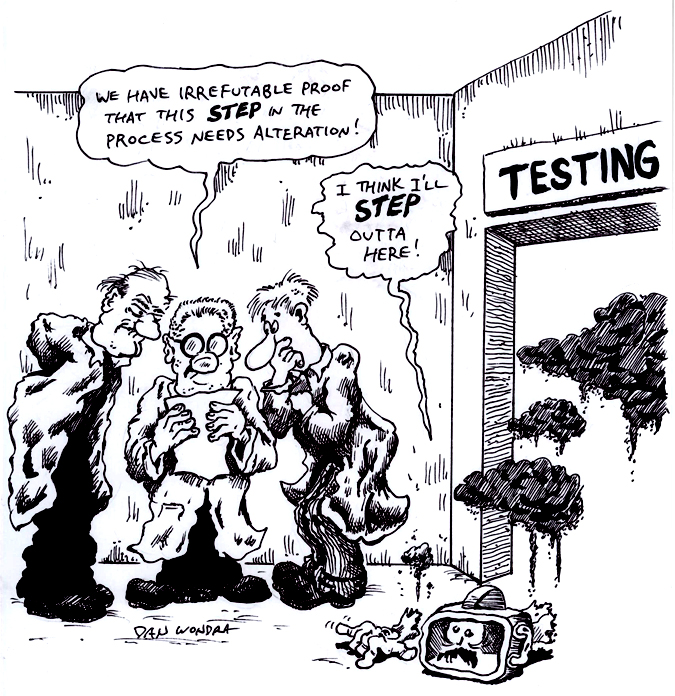 WE HAVE IRREFUTABLE PROOF
THAT THIS STEP IN THE
PROCESS NEEDS ALTERATION!
I THINK I'LL
STEP
OUTTA
HERE!
TESTING
DAN WONDRA